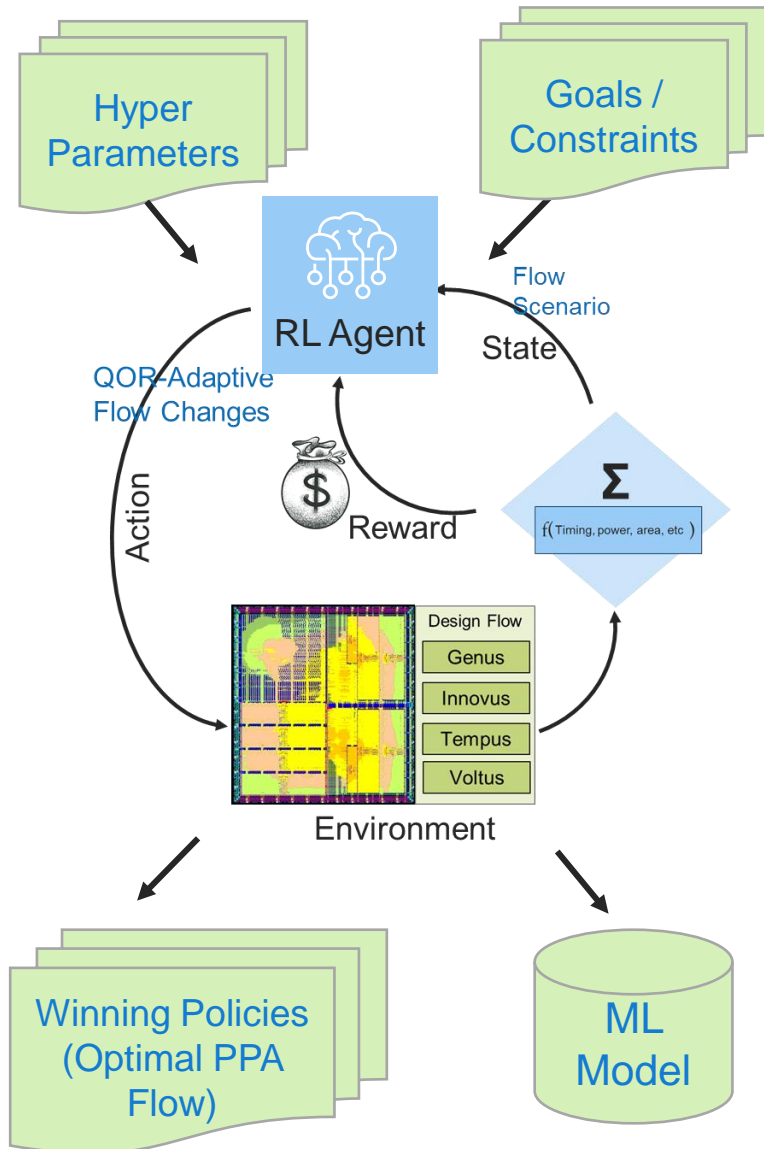 Hyper
Parameters
Goals /
Constraints
RL Agent
Flow
Scenario
State
QOR-Adaptive
Flow Changes
Action
$
Reward
Σ
f(Timing, power, area, etc )
Design Flow
Genus
Innovus
Tempus
Voltus
Environment
Winning Policies
(Optimal PPA
Flow)
ML
Model